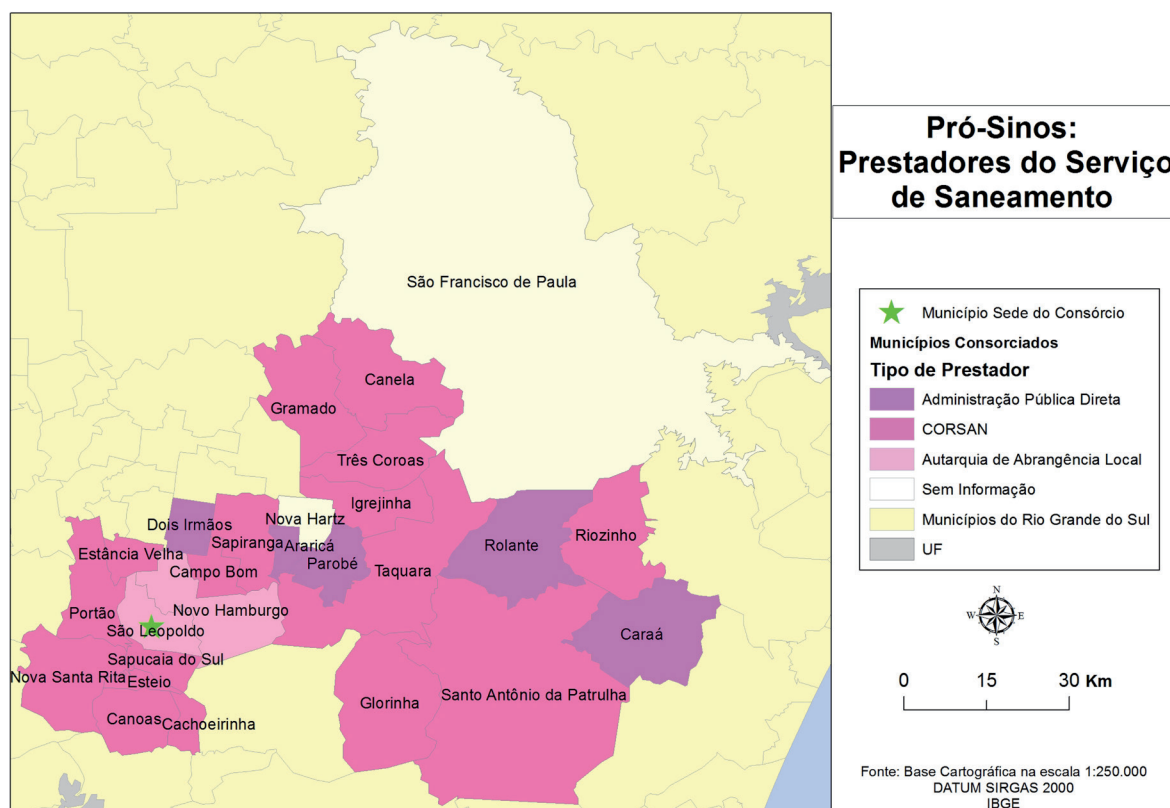 Pró-Sinos:
Prestadores do Serviço
de Saneamento
São Francisco de Paula
Canela
Gramado
Três Coroas
Igrejinha
Nova Hartz
Dois Irmãos
Sapiranga
Araricá
Rolante
Riozinho
Estância Velha
Parobé
Campo Bom
Taquara
Portão
Novo Hamburgo
São Leopoldo
Caraá
Sapucaia do Sul
Nova Santa Rita
Esteio
Glorinha
Santo Antônio da Patrulha
Canoas
Cachoeirinha
Município Sede do Consórcio
Municípios Consorciados
Tipo de Prestador
Administração Pública Direta
CORSAN
Autarquia de Abrangência Local
Sem Informação
Municípios do Rio Grande do Sul
UF
N
W E
S
0 15 30 Km
Fonte: Base Cartográfica na escala 1:250.000
DATUM SIRGAS 2000
IBGE